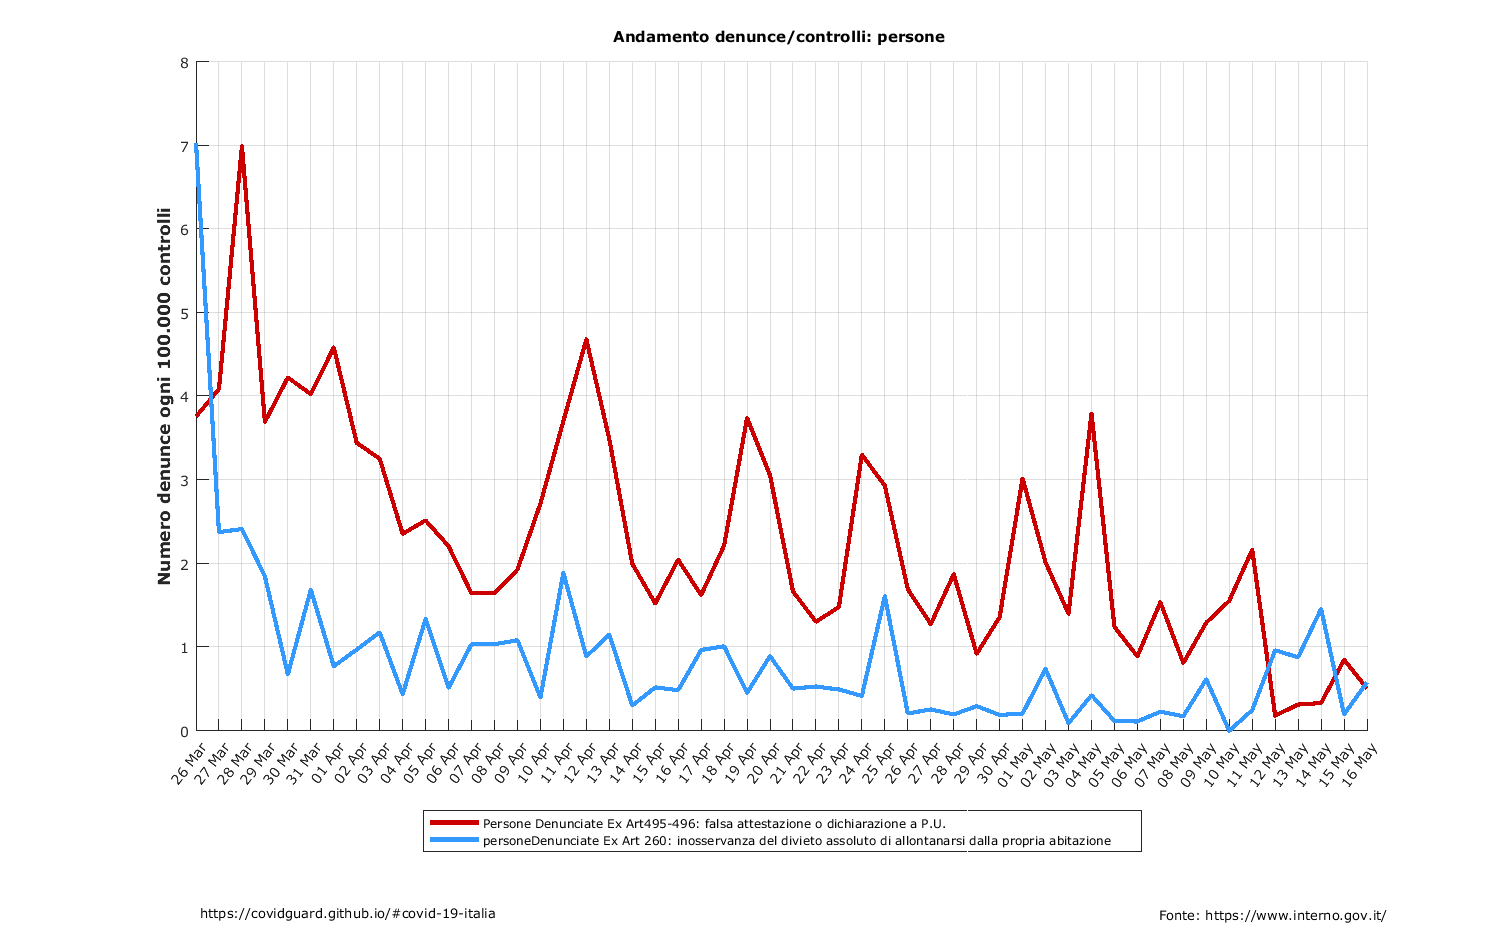 Andamento denunce/controlli: persone
Numero denunce ogni 100.000 controlli
8
7
6
5
4
3
2
1
0
26 Mar
27 Mar
28 Mar
29 Mar
30 Mar
31 Mar
01 Apr
02 Apr
03 Apr
04 Apr
05 Apr
06 Apr
07 Apr
08 Apr
09 Apr
10 Apr
11 Apr
12 Apr
13 Apr
14 Apr
15 Apr
16 Apr
17 Apr
18 Apr
19 Apr
20 Apr
21 Apr
22 Apr
23 Apr
24 Apr
25 Apr
26 Apr
27 Apr
28 Apr
29 Apr
30 Apr
01 May
02 May
03 May
04 May
05 May
06 May
07 May
08 May
09 May
10 May
11 May
12 May
13 May
14 May
15 May
16 May
Persone Denunciate Ex Art495-496: falsa attestazione o dichiarazione a P.U.
personeDenunciate Ex Art 260: inosservanza del divieto assoluto di allontanarsi dalla propria abitazione
https://covidguard.github.io/#covid-19-italia
Fonte: https://www.interno.gov.it/